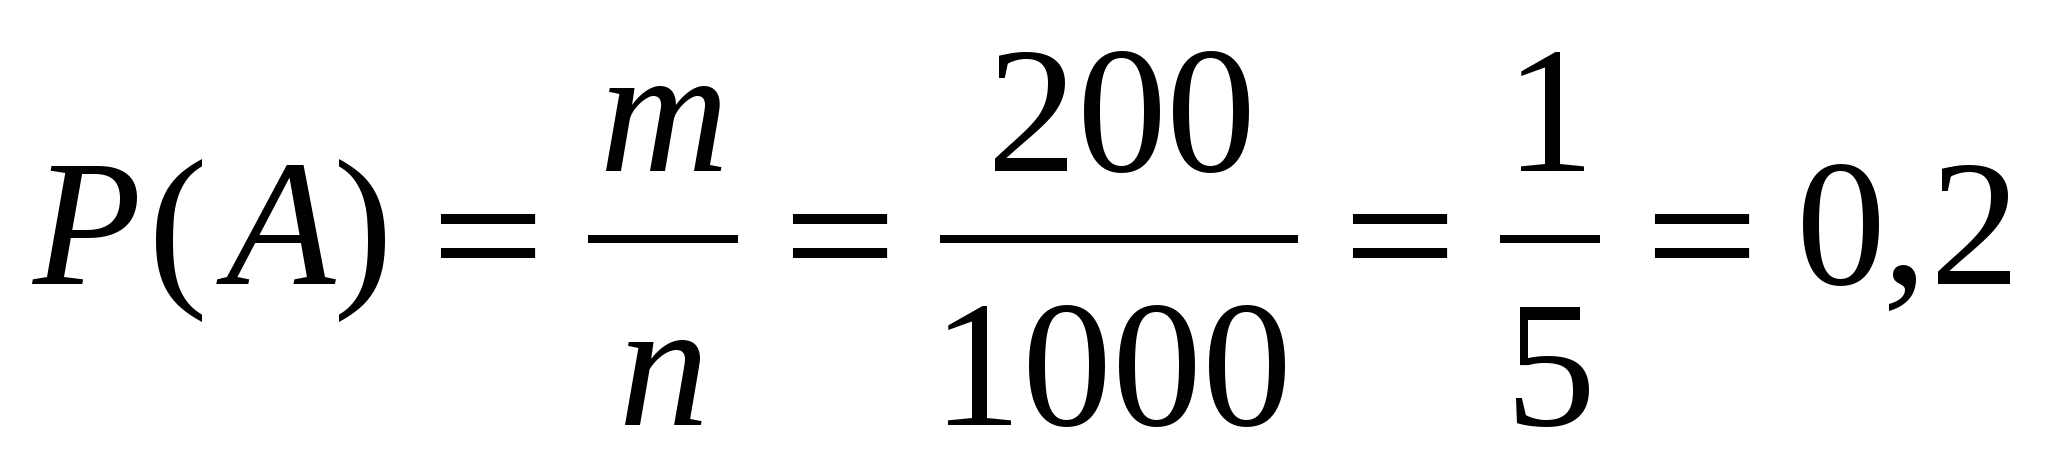 P(A) = m/n = 200/1000 = 1/5 = 0,2